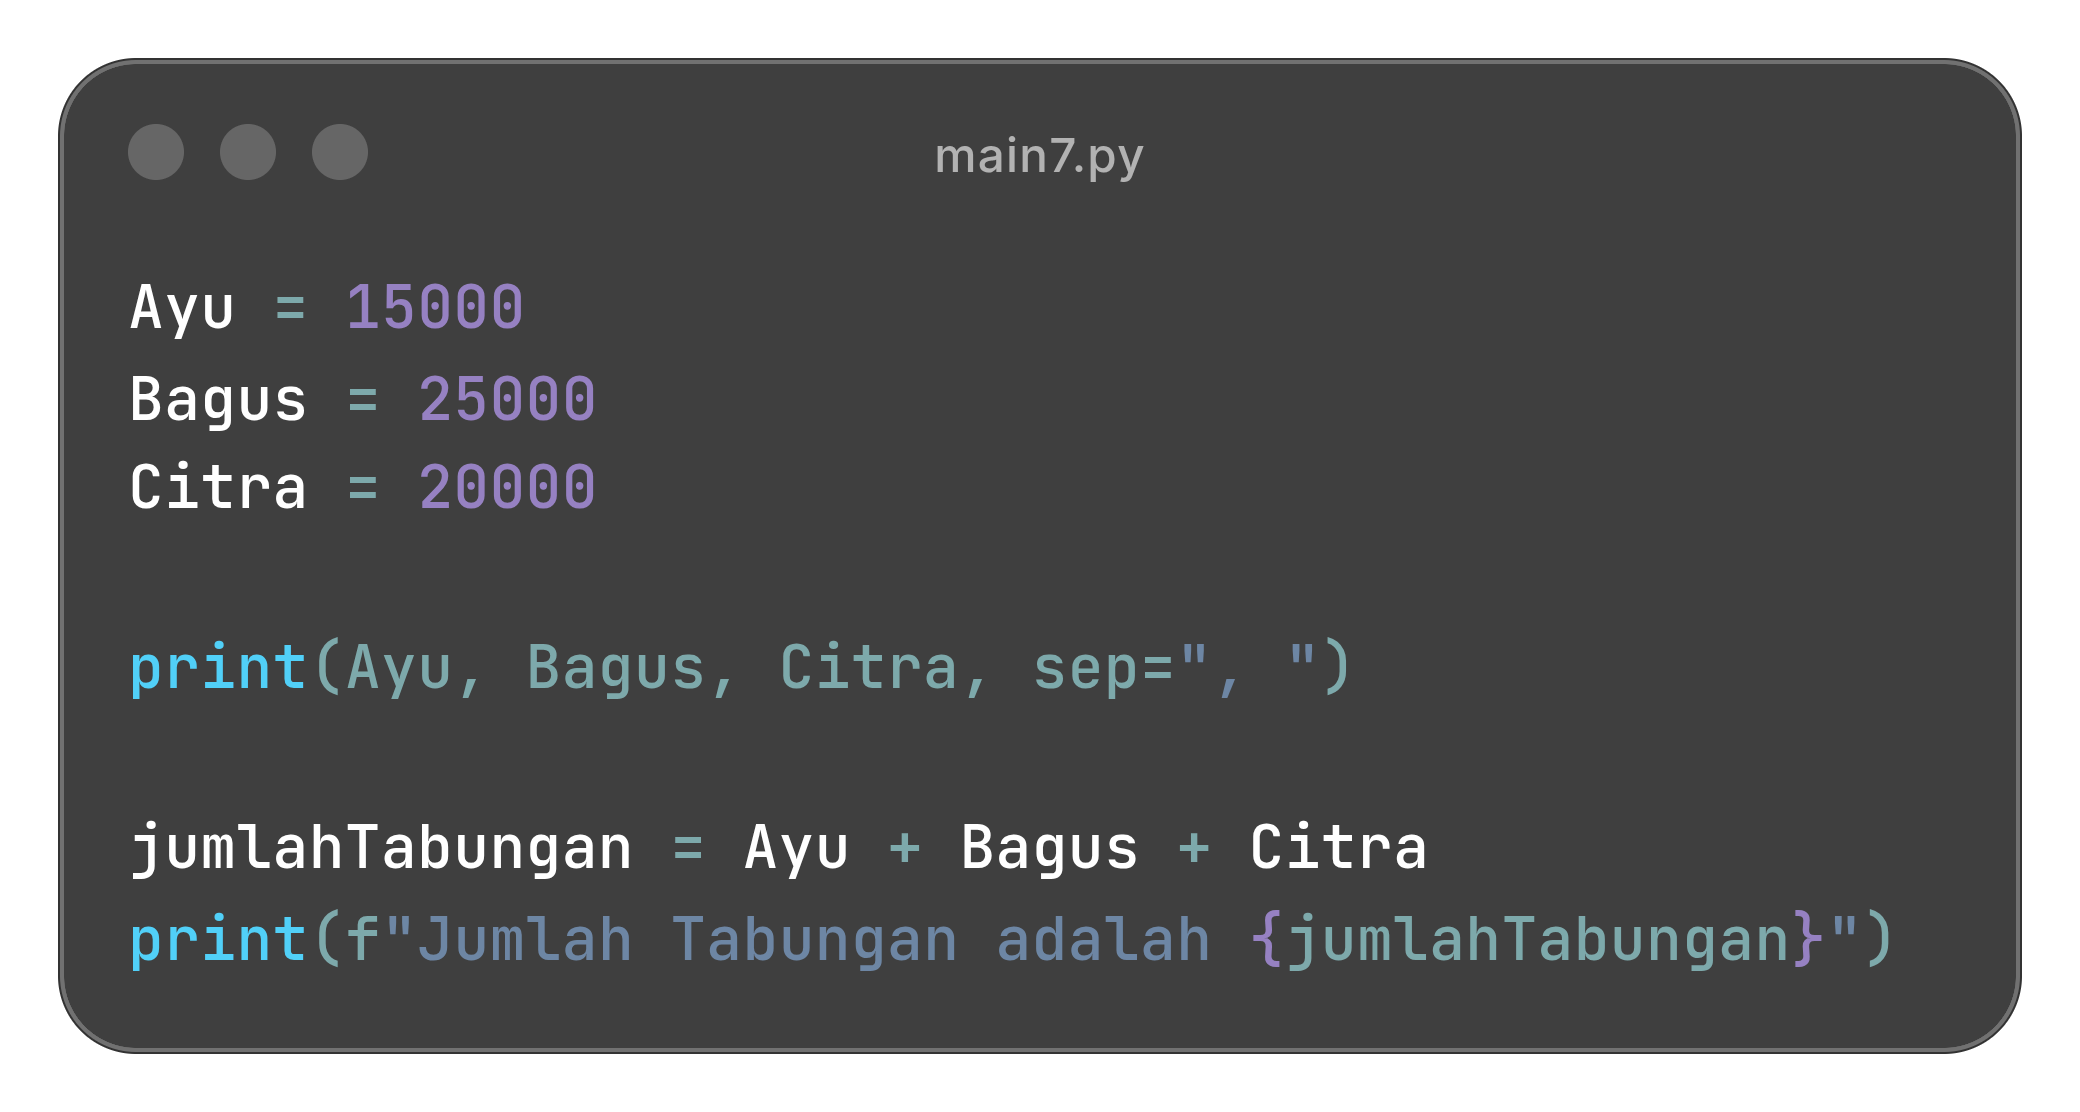 main7.py
Ayu = 15000
Bagus = 25000
Citra = 20000
print(Ayu, Bagus, Citra, sep=", ")
jumlahTabungan = Ayu + Bagus + Citra
print(f"Jumlah Tabungan adalah {jumlahTabungan}")